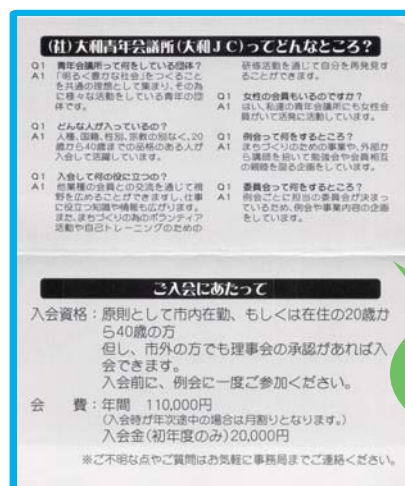 (社)大和青年会議所(大和JC)ってどんなところ?
Q1 青年会議所って何をしている団体?
A1 「明るく豊かな社会」をつくること
を共通の理想として集まり、その為
に様々な活動をしている青年の団
体です。
Q1 どんな人が入っているの?
A1 人種、国籍、性別、宗教の別なく、20
歳から40歳までの品格のある人が
入会して活躍しています。
Q1 入会して何の役に立つの?
A1 他業種の会員との交流を通じて視
野を広めることができますし、仕事
に役立つ知識や情報も広がります。
また、まちづくりの為のボランティア
活動や自己トレーニングのための
研修活動を通じて自分を再発見す
ることができます。
Q1 女性の会員もいるのですか?
A1 はい、私達の青年会議所にも女性会
員がいて活発に活動しています。
Q1 例会って何をするところ?
A1 まちづくりのための事業や、外部か
ら講師を招いて勉強会や会員相互
の親睦を図る企画をしています。
Q1 委員会って何をするところ?
A1 例会ごとに担当の委員会が決まっ
ているため、例会や事業内容の企画
をしています。
ご入会にあたって
入会資格:原則として市内在勤、もしくは在住の20歳か
ら40歳の方
但し、市外の方でも理事会の承認があれば入
会できます。
入会前に、例会に一度ご参加ください。
会 費:年間 110,000円
(入会時が年次途中の場合は月割りとなります。)
入会金(初年度のみ)20,000円
※ご不明な点やご質問はお気軽に事務局までご連絡ください。